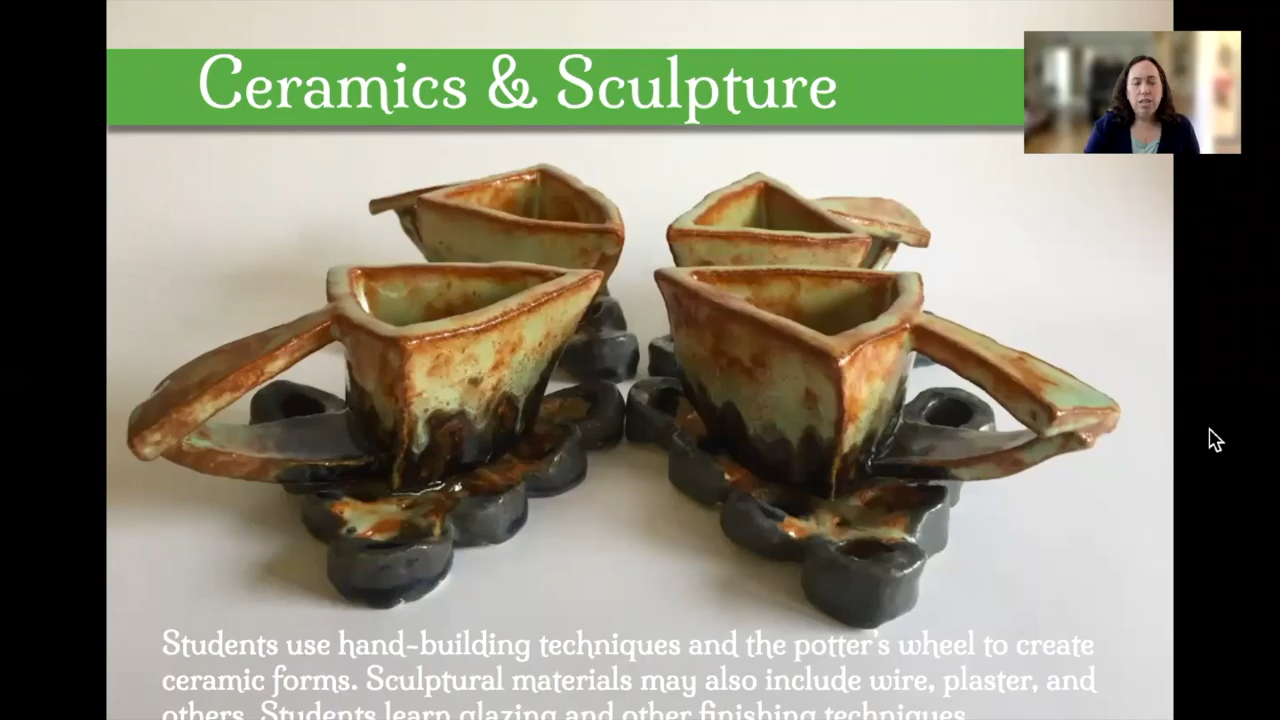 Ceramics & Sculpture
Students use hand-building techniques and the potter's wheel to create
ceramic forms. Sculptural materials may also include wire, plaster, and
others. Students learn glazing and other finishing techniques.